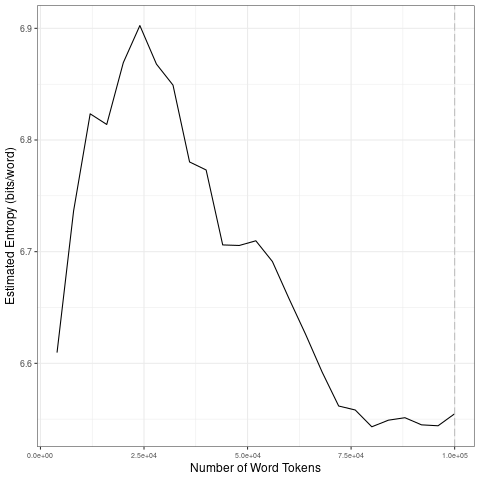 Estimated Entropy (bits/word)
6.9
6.8
6.7
6.6
0.0e+00 2.5e+04 5.0e+04 7.5e+04 1.0e+05
Number of Word Tokens